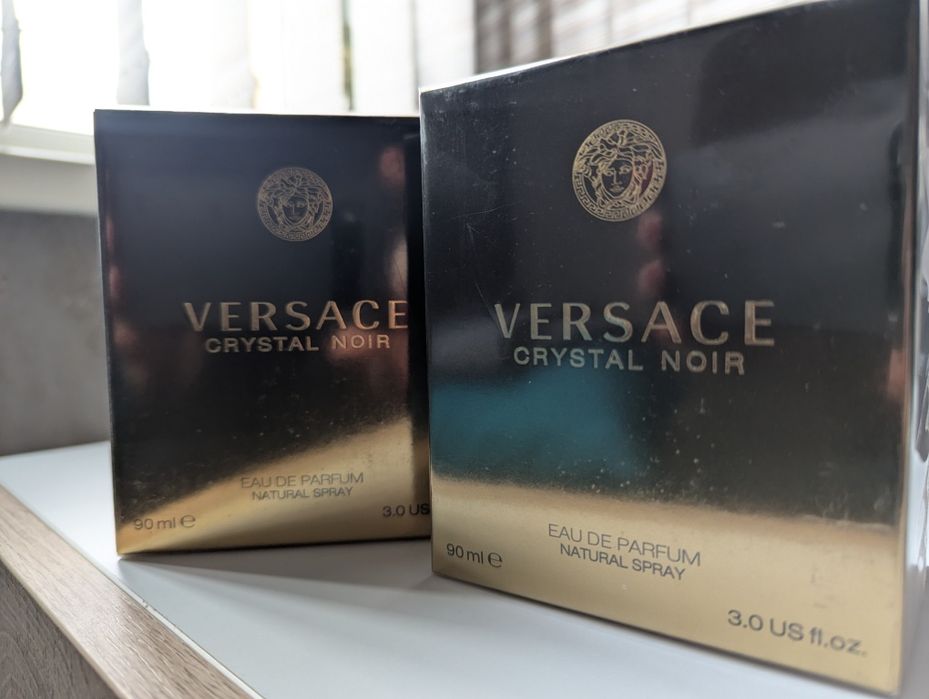 VERSACE
CRYSTAL NOIR
EAU DE PARFUM
NATURAL SPRAY
90 ml ℮
3.0 US
VERSACE
CRYSTAL NOIR
EAU DE PARFUM
NATURAL SPRAY
90 ml ℮
3.0 US fl.oz.